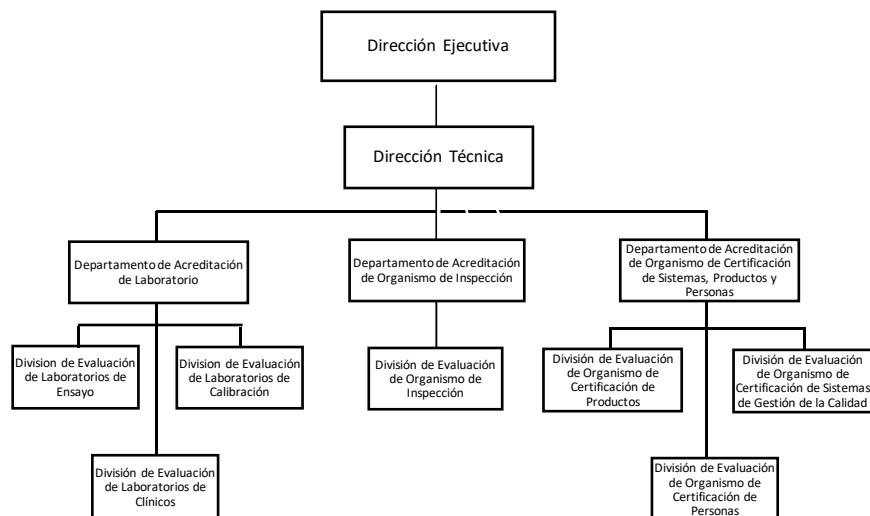 Dirección Ejecutiva
Dirección Técnica
Departamento de Acreditación
de Laboratorio
Departamento de Acreditación
de Organismo de Inspección
Departamento de Acreditación
de Organismo de Certificación
de Sistemas, Productos y
Personas
Division de Evaluación
de Laboratorios de
Ensayo
Division de Evaluación
de Laboratorios de
Calibración
División de Evaluación
de Organismo de
Inspección
División de Evaluación
de Organismo de
Certificación de
Productos
División de Evaluación
de Organismo de
Certificación de Sistemas
de Gestión de la Calidad
División de Evaluación
de Laboratorios de
Clínicos
División de Evaluación
de Organismo de
Certificación de
Personas